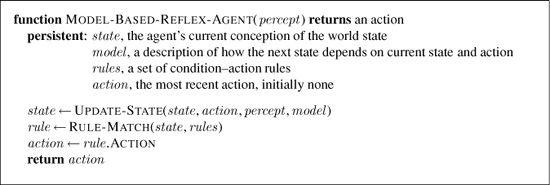 function MODEL-BASED-REFLEX-AGENT(percept) returns an action
persistent: state, the agent's current conception of the world state
model, a description of how the next state depends on current state and action
rules, a set of condition–action rules
action, the most recent action, initially none
state ← UPDATE-STATE(state, action, percept, model)
rule ← RULE-MATCH(state, rules)
action ← rule.ACTION
return action